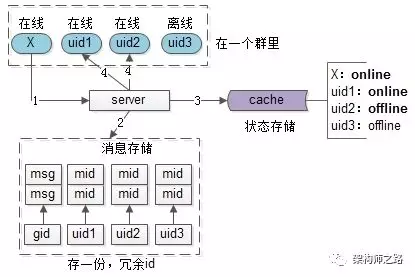 在线 在线 在线 离线
X uid1 uid2 uid3
在一个群里
4 4
1 server 3 cache
2
X：online
uid1：online
uid2：offline
uid3：offline
状态存储
消息存储
msg mid mid mid
msg mid mid mid
gid uid1 uid2 uid3
存一份，冗余id
架构师之路